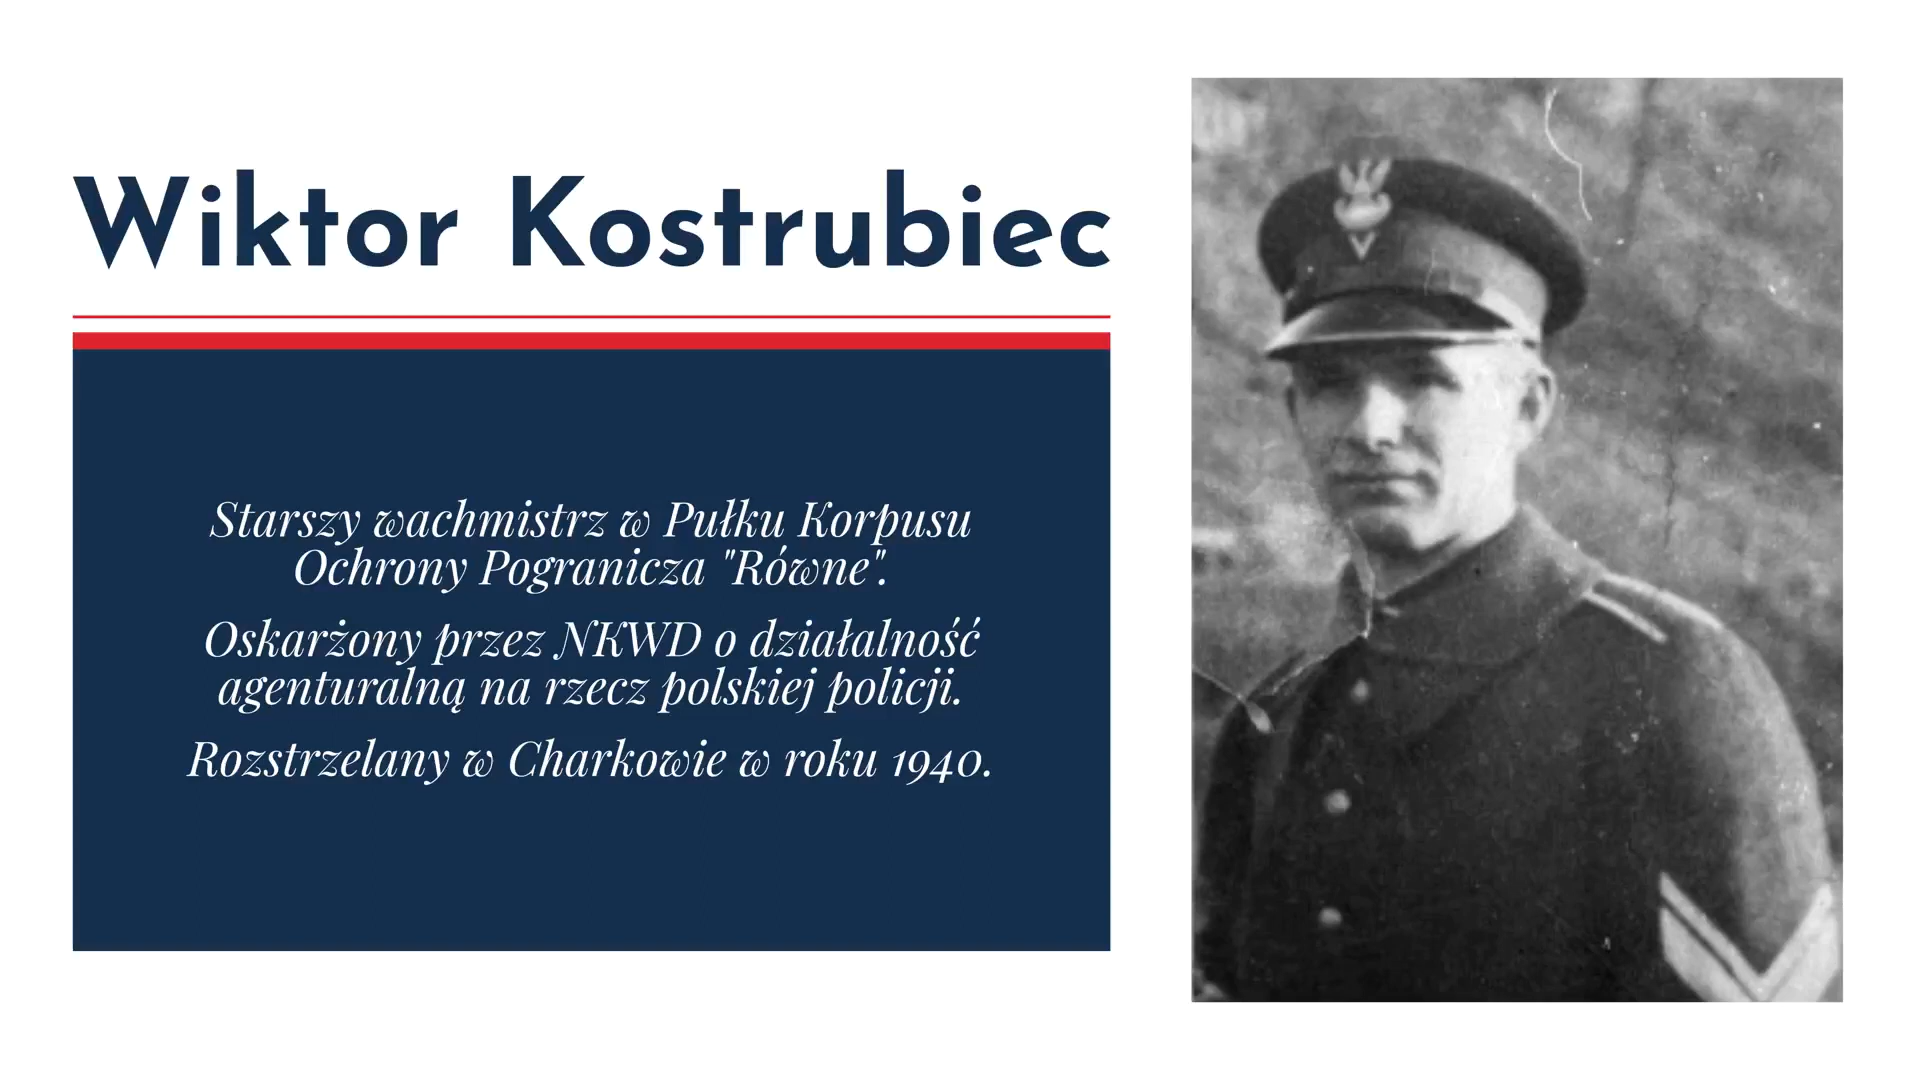 Wiktor Kostrubiec
Starszy wachmistrz w Pułku Korpusu
Ochrony Pogranicza "Równe".
Oskarżony przez NKWD o działalność
agenturalną na rzecz polskiej policji.
Rozstrzelany w Charkowie w roku 1940.